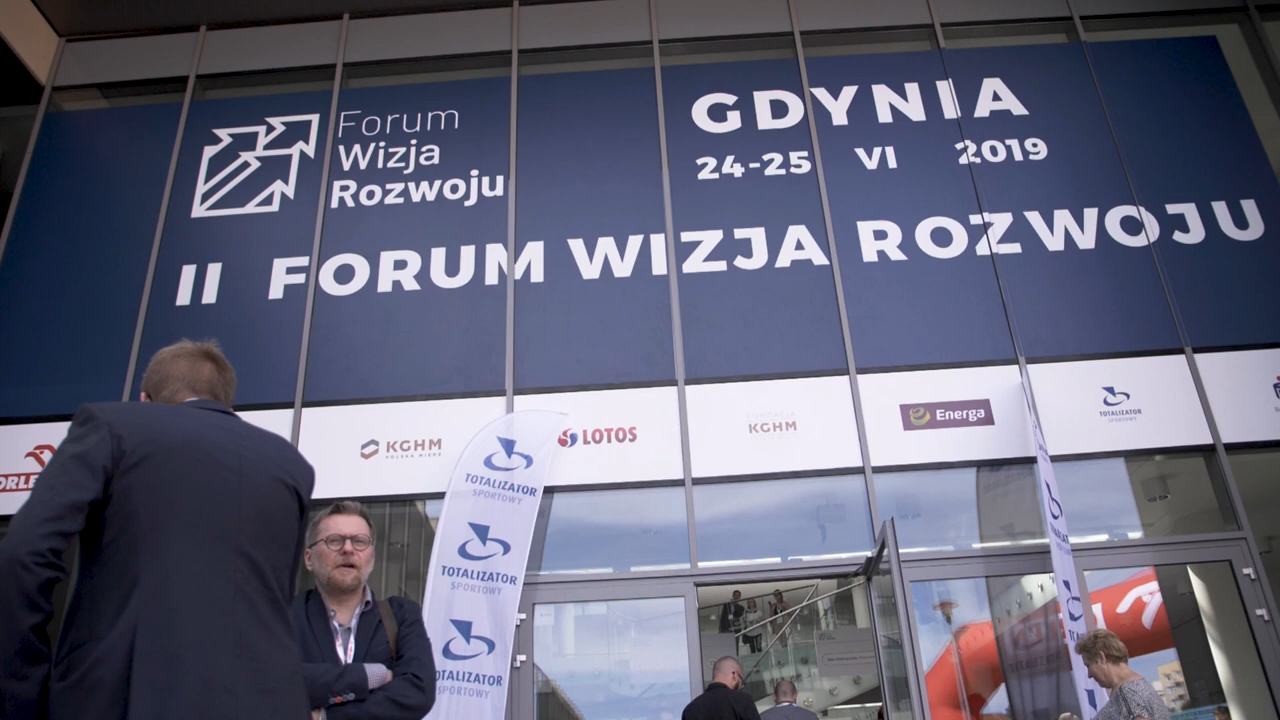 Forum
Wizja
Rozwoju
GDYNIA
24-25 VI 2019
II FORUM WIZJA ROZWOJU
KGHM
POLSKA MIEDŹ
LOTOS
FUNDACJA
KGHM
Energa
TOTALIZATOR
SPORTOWY
TOTALIZATOR
SPORTOWY
TOTALIZATOR
SPORTOWY
TOTALIZATOR
SPORTOWY